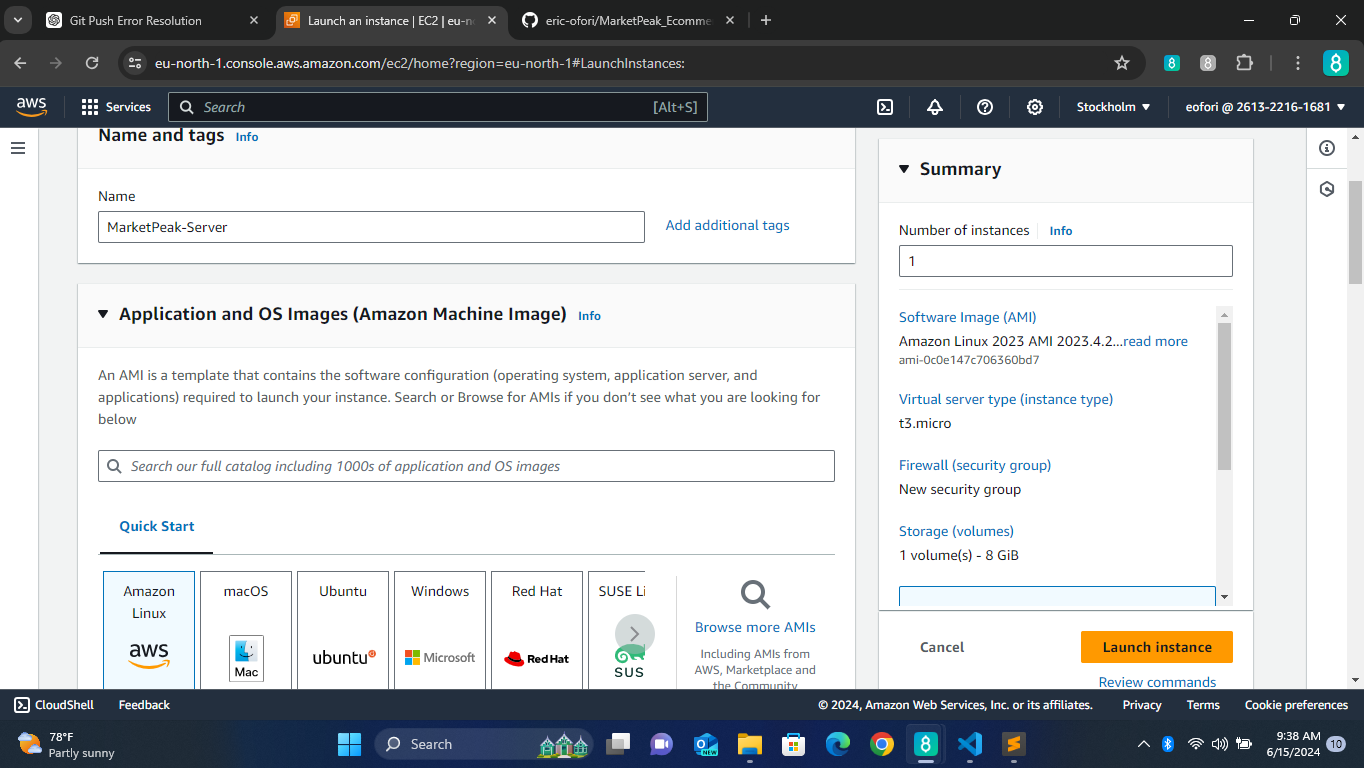 Git Push Error Resolution
Launch an instance | EC2 | eu-n
eric-ofori/MarketPeak_Ecomme
eu-north-1.console.aws.amazon.com/ec2/home?region=eu-north-1#LaunchInstances:
aws
Services
Search
[Alt+S]
Stockholm
eofori @ 2613-2216-1681
Name and tags
Info
Name
MarketPeak-Server
Add additional tags
Application and OS Images (Amazon Machine Image)
Info
An AMI is a template that contains the software configuration (operating system, application server, and
applications) required to launch your instance. Search or Browse for AMIs if you don’t see what you are looking for
below
Search our full catalog including 1000s of application and OS images
Quick Start
Amazon
Linux
aws
macOS
Mac
Ubuntu
ubuntu
Windows
Microsoft
Red Hat
Red Hat
SUSE Li
SUS
Browse more AMIs
Including AMIs from
AWS, Marketplace and
the Community
Summary
Number of instances
Info
1
Software Image (AMI)
Amazon Linux 2023 AMI 2023.4.2...read more
ami-0c0e147c706360bd7
Virtual server type (instance type)
t3.micro
Firewall (security group)
New security group
Storage (volumes)
1 volume(s) - 8 GiB
Cancel
Launch instance
Review commands
CloudShell
Feedback
© 2024, Amazon Web Services, Inc. or its affiliates.
Privacy
Terms
Cookie preferences
78°F
Partly sunny
Search
NEW
9:38 AM
6/15/2024
10